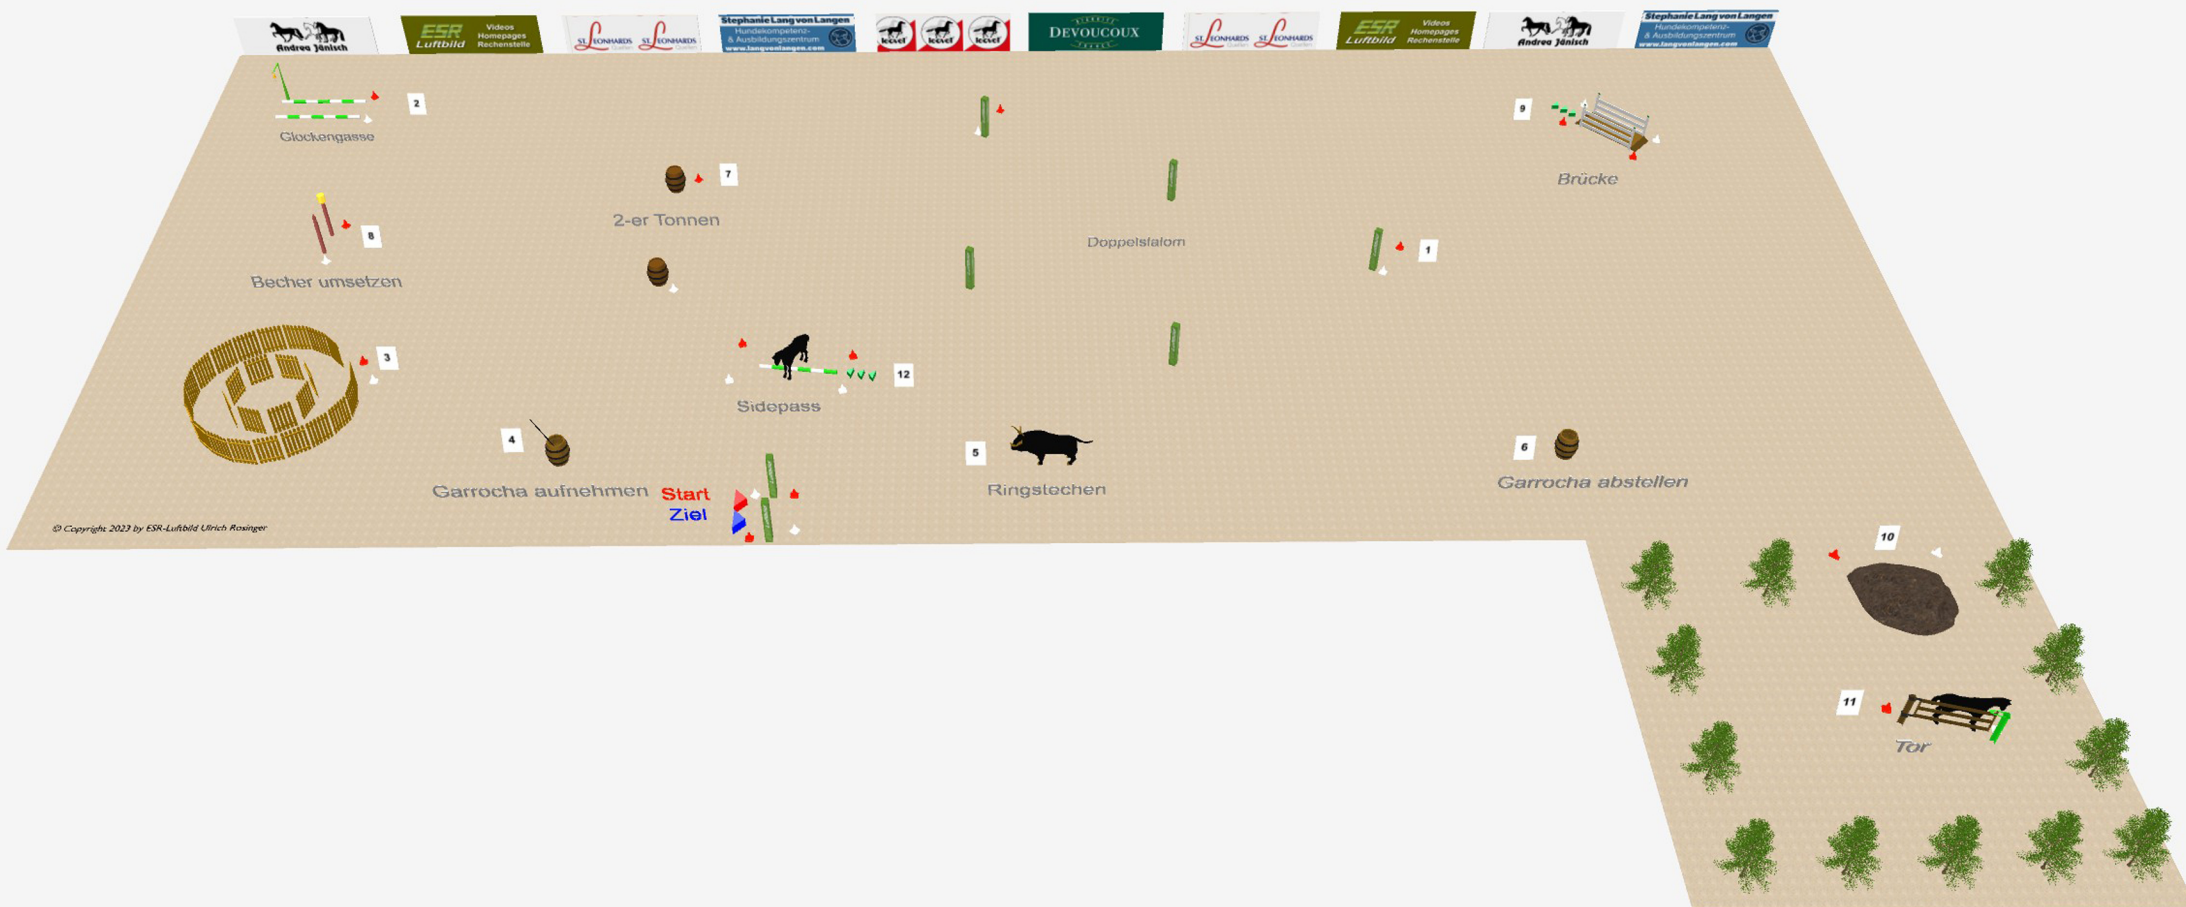 Andrea Jänisch
ESR
Luftbild
Videos
Homepages
Rechenstelle
ST. LEONHARDS
ST. LEONHARDS
Stephanie Lang von Langen
Hundekompetenz-
& Ausbildungszentrum
www.langvonlangen.com
leovet
leovet
leovet
DEVOUCOUX
ST. LEONHARDS
ST. LEONHARDS
ESR
Luftbild
Videos
Homepages
Rechenstelle
Andrea Jänisch
Stephanie Lang von Langen
Hundekompetenz-
& Ausbildungszentrum
www.langvonlangen.com
2
Glockengasse
9
Brücke
7
2-er Tonnen
8
Becher umsetzen
Doppelslalom
1
3
12
Sidepass
4
Garrocha aufnehmen
5
Ringstechen
6
Garrocha abstellen
Start
Ziel
© Copyright 2023 by ESR-Luftbild Ulrich Rosinger
10
11
Tor